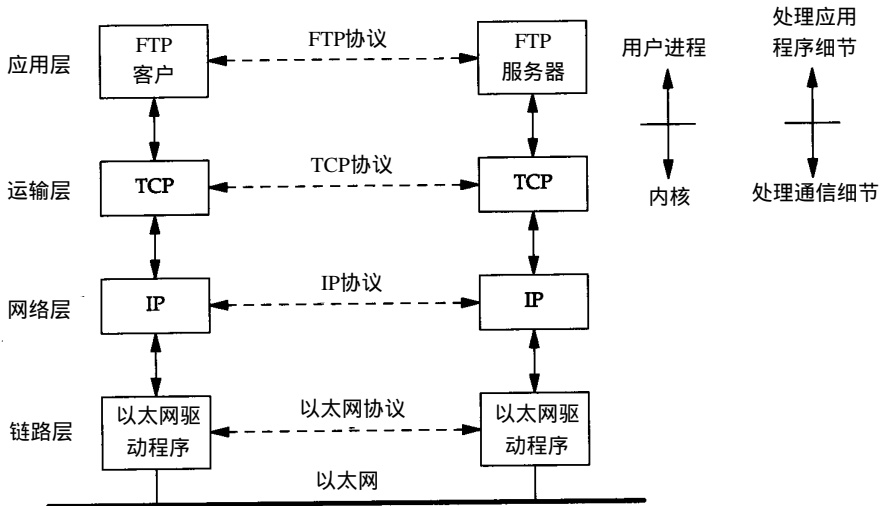 处理应用
程序细节
用户进程
应用层
FTP
客户
FTP协议
FTP
服务器
运输层
TCP
TCP协议
TCP
内核
处理通信细节
网络层
IP
IP协议
IP
链路层
以太网驱
动程序
以太网协议
以太网驱
动程序
以太网